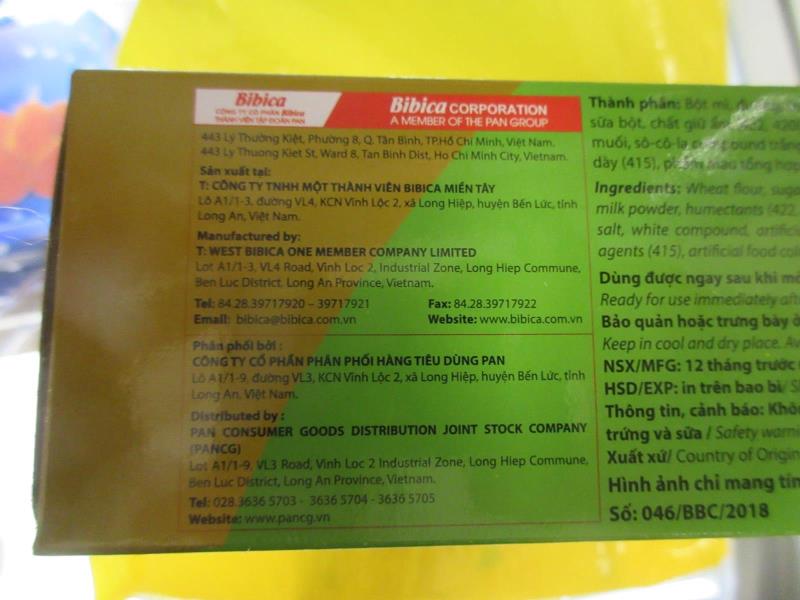 Bibica
CÔNG TY CỔ PHẦN Bibica
THÀNH VIÊN TẬP ĐOÀN PAN
Bibica CORPORATION
A MEMBER OF THE PAN GROUP
443 Lý Thường Kiệt, Phường 8, Q. Tân Bình, TP.Hồ Chí Minh, Việt Nam.
443 Ly Thuong Kiet St, Ward 8, Tan Binh Dist, Ho Chi Minh City, Vietnam.
Sản xuất tại:
T: CÔNG TY TNHH MỘT THÀNH VIÊN BIBICA MIỀN TÂY
Lô A1/1-3, đường VL4, KCN Vĩnh Lộc 2, xã Long Hiệp, huyện Bến Lức, tỉnh
Long An, Việt Nam.
Manufactured by:
T: WEST BIBICA ONE MEMBER COMPANY LIMITED
Lot A1/1-3, VL4 Road, Vinh Loc 2, Industrial Zone, Long Hiep Commune,
Ben Luc District, Long An Province, Vietnam.
Tel: 84.28.39717920 – 39717921 Fax: 84.28.39717922
Email: bibica@bibica.com.vn Website: www.bibica.com.vn
Phân phối bởi :
CÔNG TY CỔ PHẦN PHÂN PHỐI HÀNG TIÊU DÙNG PAN
Lô A1/1-9, đường VL3, KCN Vĩnh Lộc 2, xã Long Hiệp, huyện Bến Lức, tỉnh
Long An, Việt Nam.
Distributed by :
PAN CONSUMER GOODS DISTRIBUTION JOINT STOCK COMPANY
(PANCG)
Lot A1/1-9, VL3 Road, Vinh Loc 2 Industrial Zone, Long Hiep Commune,
Ben Luc District, Long An Province, Vietnam.
Tel: 028.3636 5703 - 3636 5704 - 3636 5705
Website: www.pancg.vn
Thành phần: Bột mì,
sữa bột, chất giữ ẩm
muối, sô-cô-la compound trắng
dày (415), phẩm màu tổng
Ingredients: Wheat flour,
milk powder, humectants (422,
salt, white compound,
agents (415), artificial food
Dùng được ngay sau khi
Ready for use immediately
Bảo quản hoặc trưng bày
Keep in cool and dry place.
NSX/MFG: 12 tháng trước
HSD/EXP: in trên bao bì/
Thông tin, cảnh báo:
trứng và sữa / Safety
Xuất xứ/ Country of Origin
Hình ảnh chỉ mang
Số: 046/BBC/2018